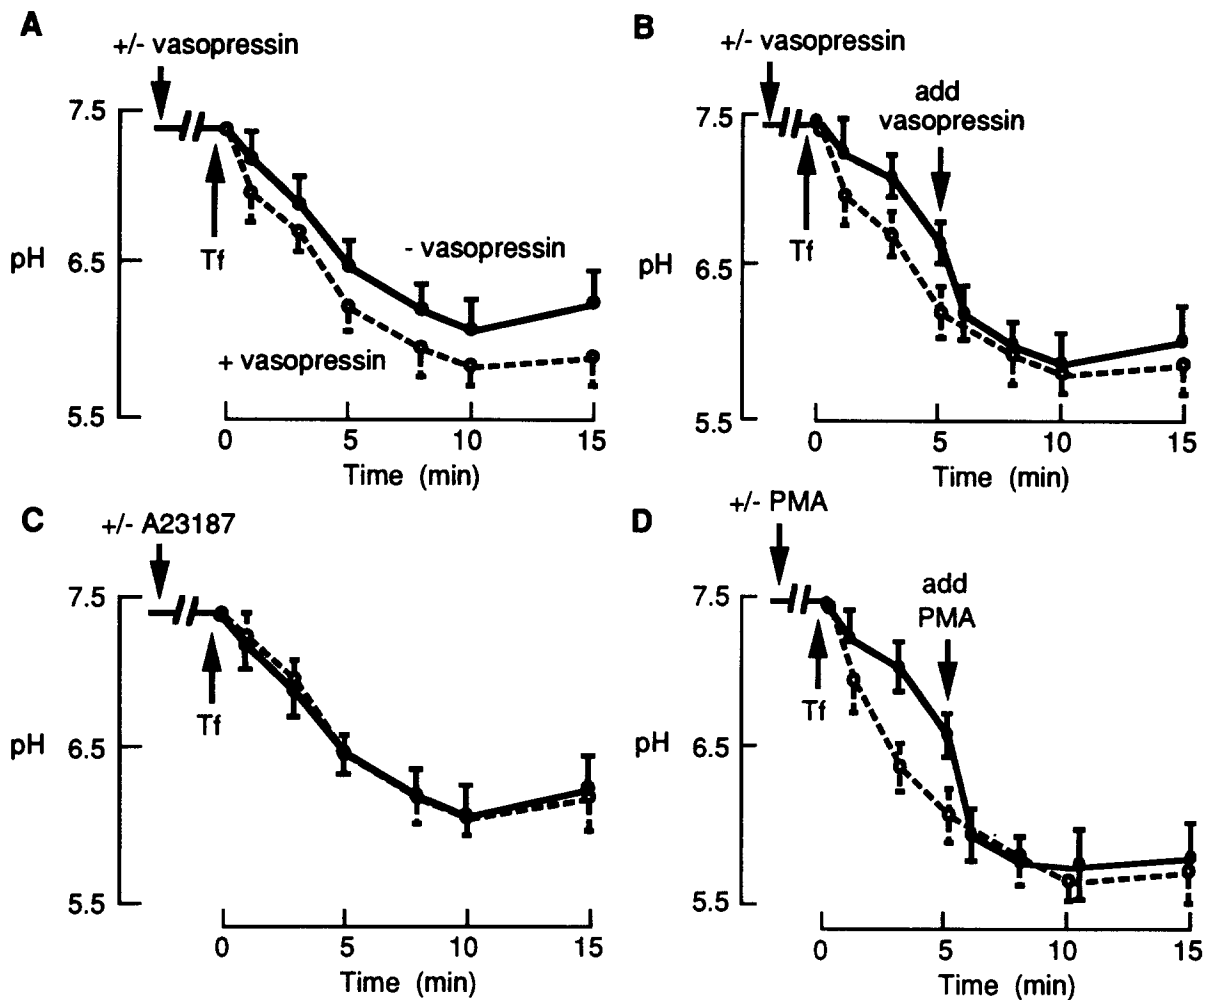 A
+/- vasopressin
7.5
Tf
pH
6.5
- vasopressin
+ vasopressin
5.5
0 5 10 15
Time (min)
B
+/- vasopressin
add
vasopressin
7.5
Tf
pH
6.5
5.5
0 5 10 15
Time (min)
C
+/- A23187
7.5
Tf
pH
6.5
5.5
0 5 10 15
Time (min)
D
+/- PMA
add
PMA
7.5
Tf
pH
6.5
5.5
0 5 10 15
Time (min)